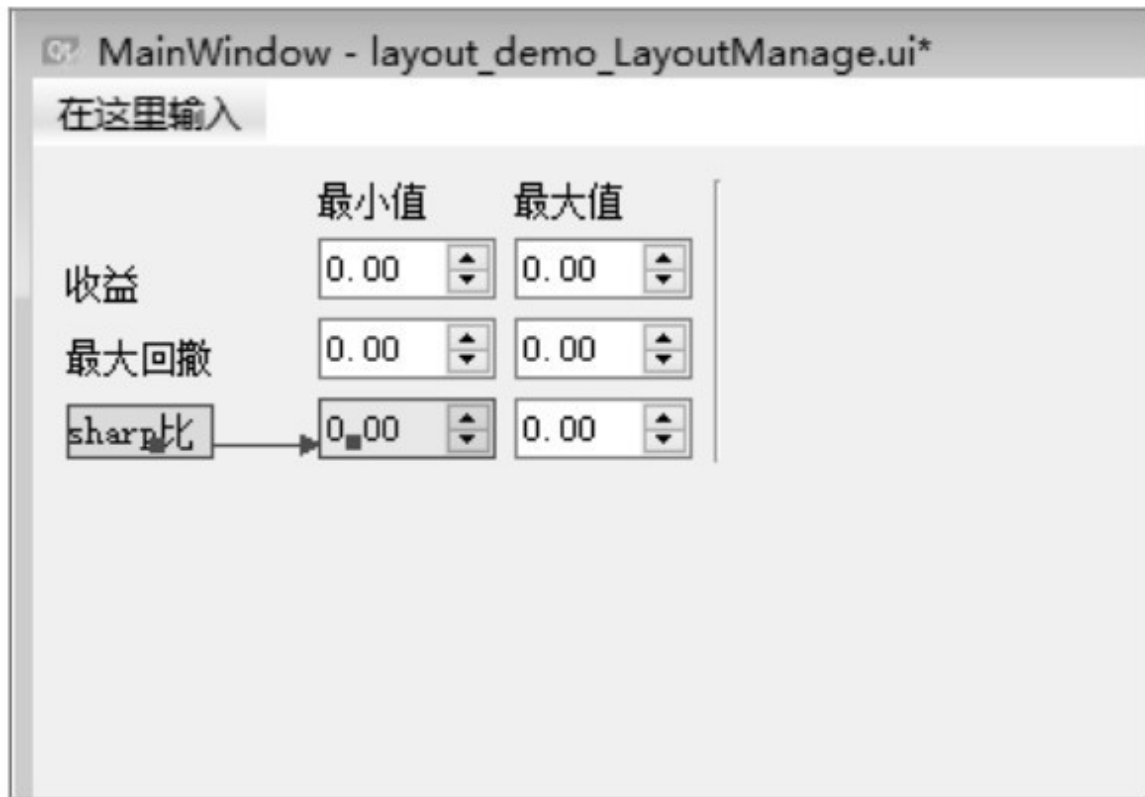 Qt MainWindow - layout_demo_LayoutManage.ui*
在这里输入
最小值 最大值
收益 0.00 0.00
最大回撤 0.00 0.00
sharp比 0.00 0.00